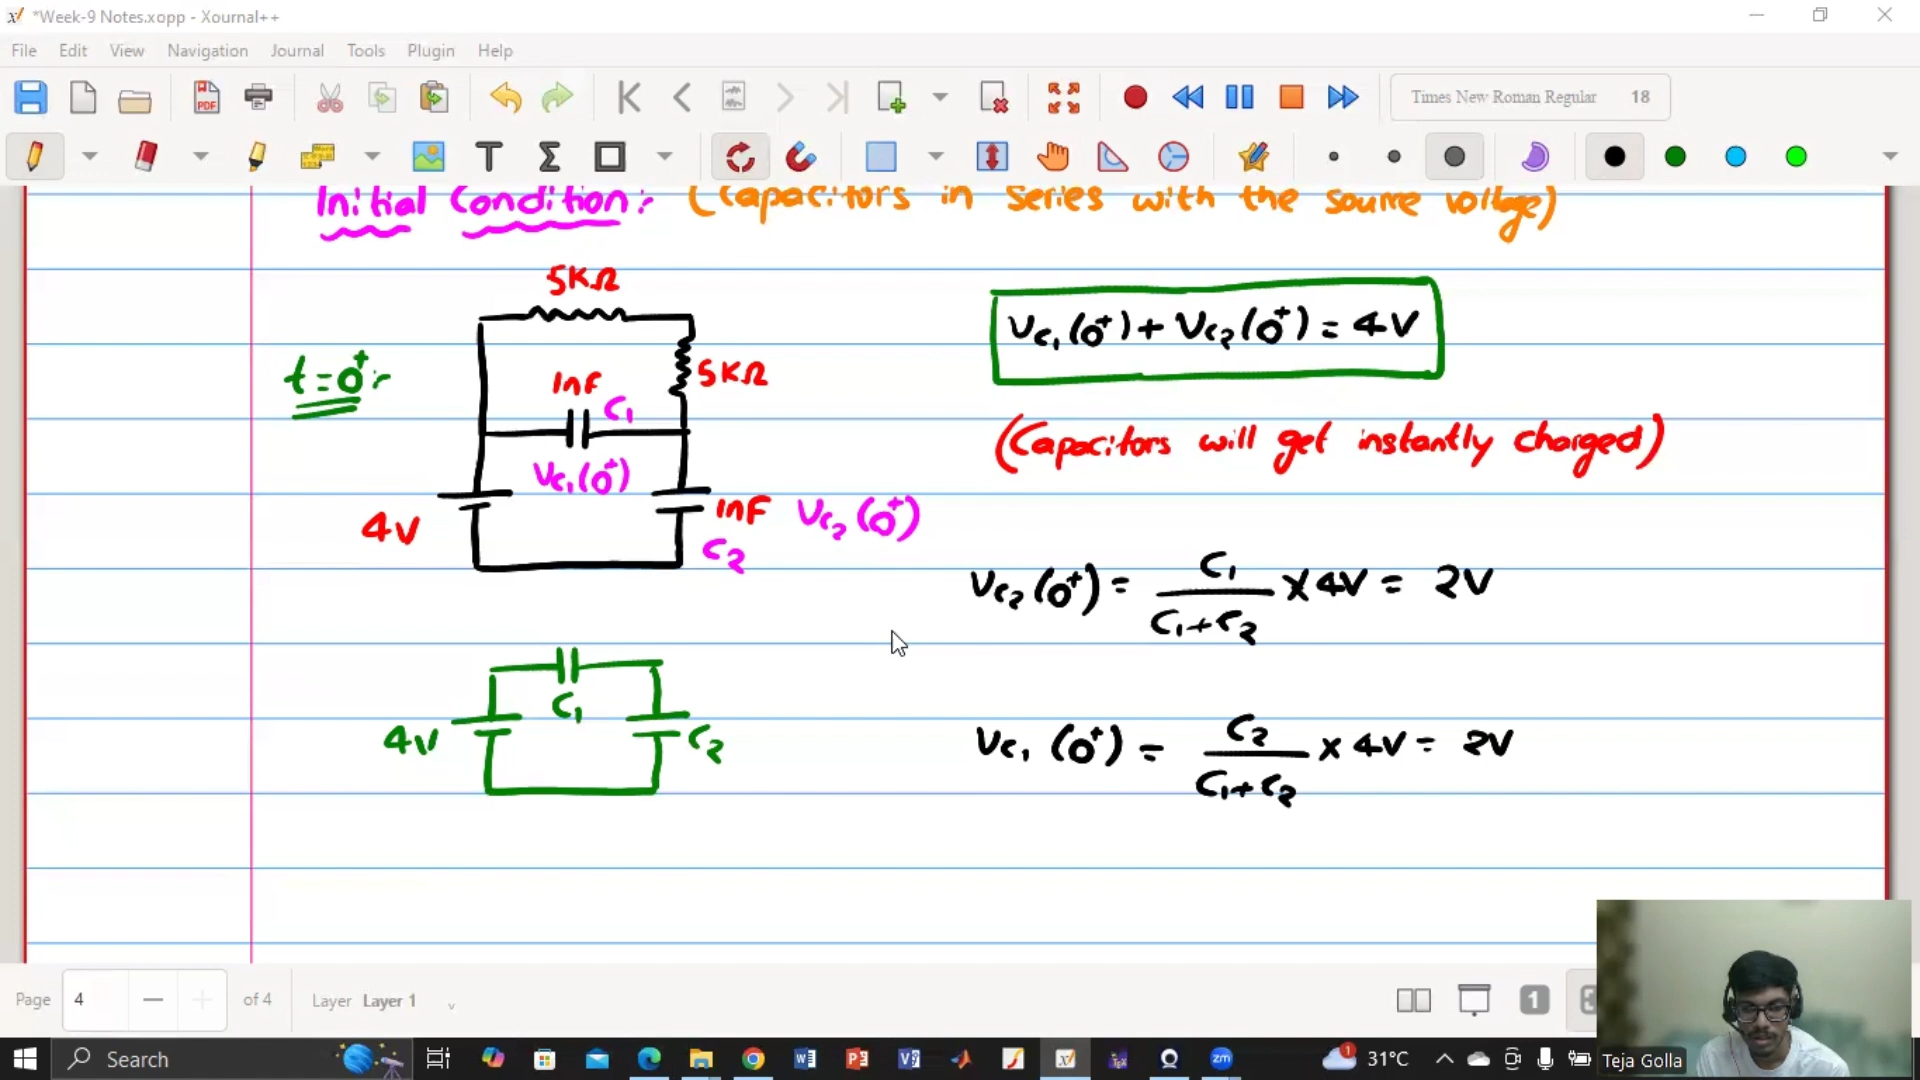 *Week-9 Notes.xopp - Xournal++
File Edit View Navigation Journal Tools Plugin Help
PDF
Times New Roman Regular 18
T Σ
Initial Condition: (Capacitors in series with the source voltage)
5KΩ
Vc₁(0⁺) + Vc₂(0⁺) = 4V
t=0⁺:
5KΩ
1nF
C₁
(Capacitors will get instantly charged)
Vc₁(0⁺)
4V
1nF Vc₂(0⁺)
C₂
Vc₂(0⁺) = C₁ / (C₁+C₂) × 4V = 2V
C₁
4V
C₂
Vc₁(0⁺) = C₂ / (C₁+C₂) × 4V = 2V
Page 4 of 4 Layer Layer 1
1
Search
31°C
Teja Golla